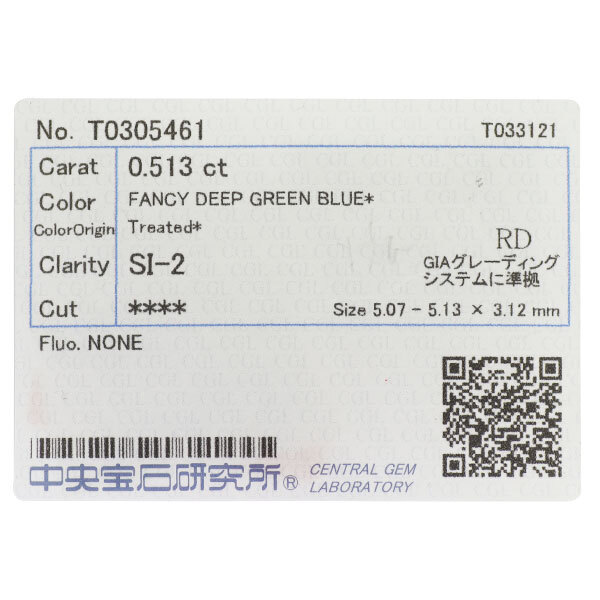 No. T0305461 T033121
Carat 0.513 ct
Color FANCY DEEP GREEN BLUE*
ColorOrigin Treated*
RD
Clarity SI-2 GIAグレーディング
システムに準拠
Cut **** Size 5.07 - 5.13 × 3.12 mm
Fluo. NONE
中央宝石研究所® CENTRAL GEM
LABORATORY